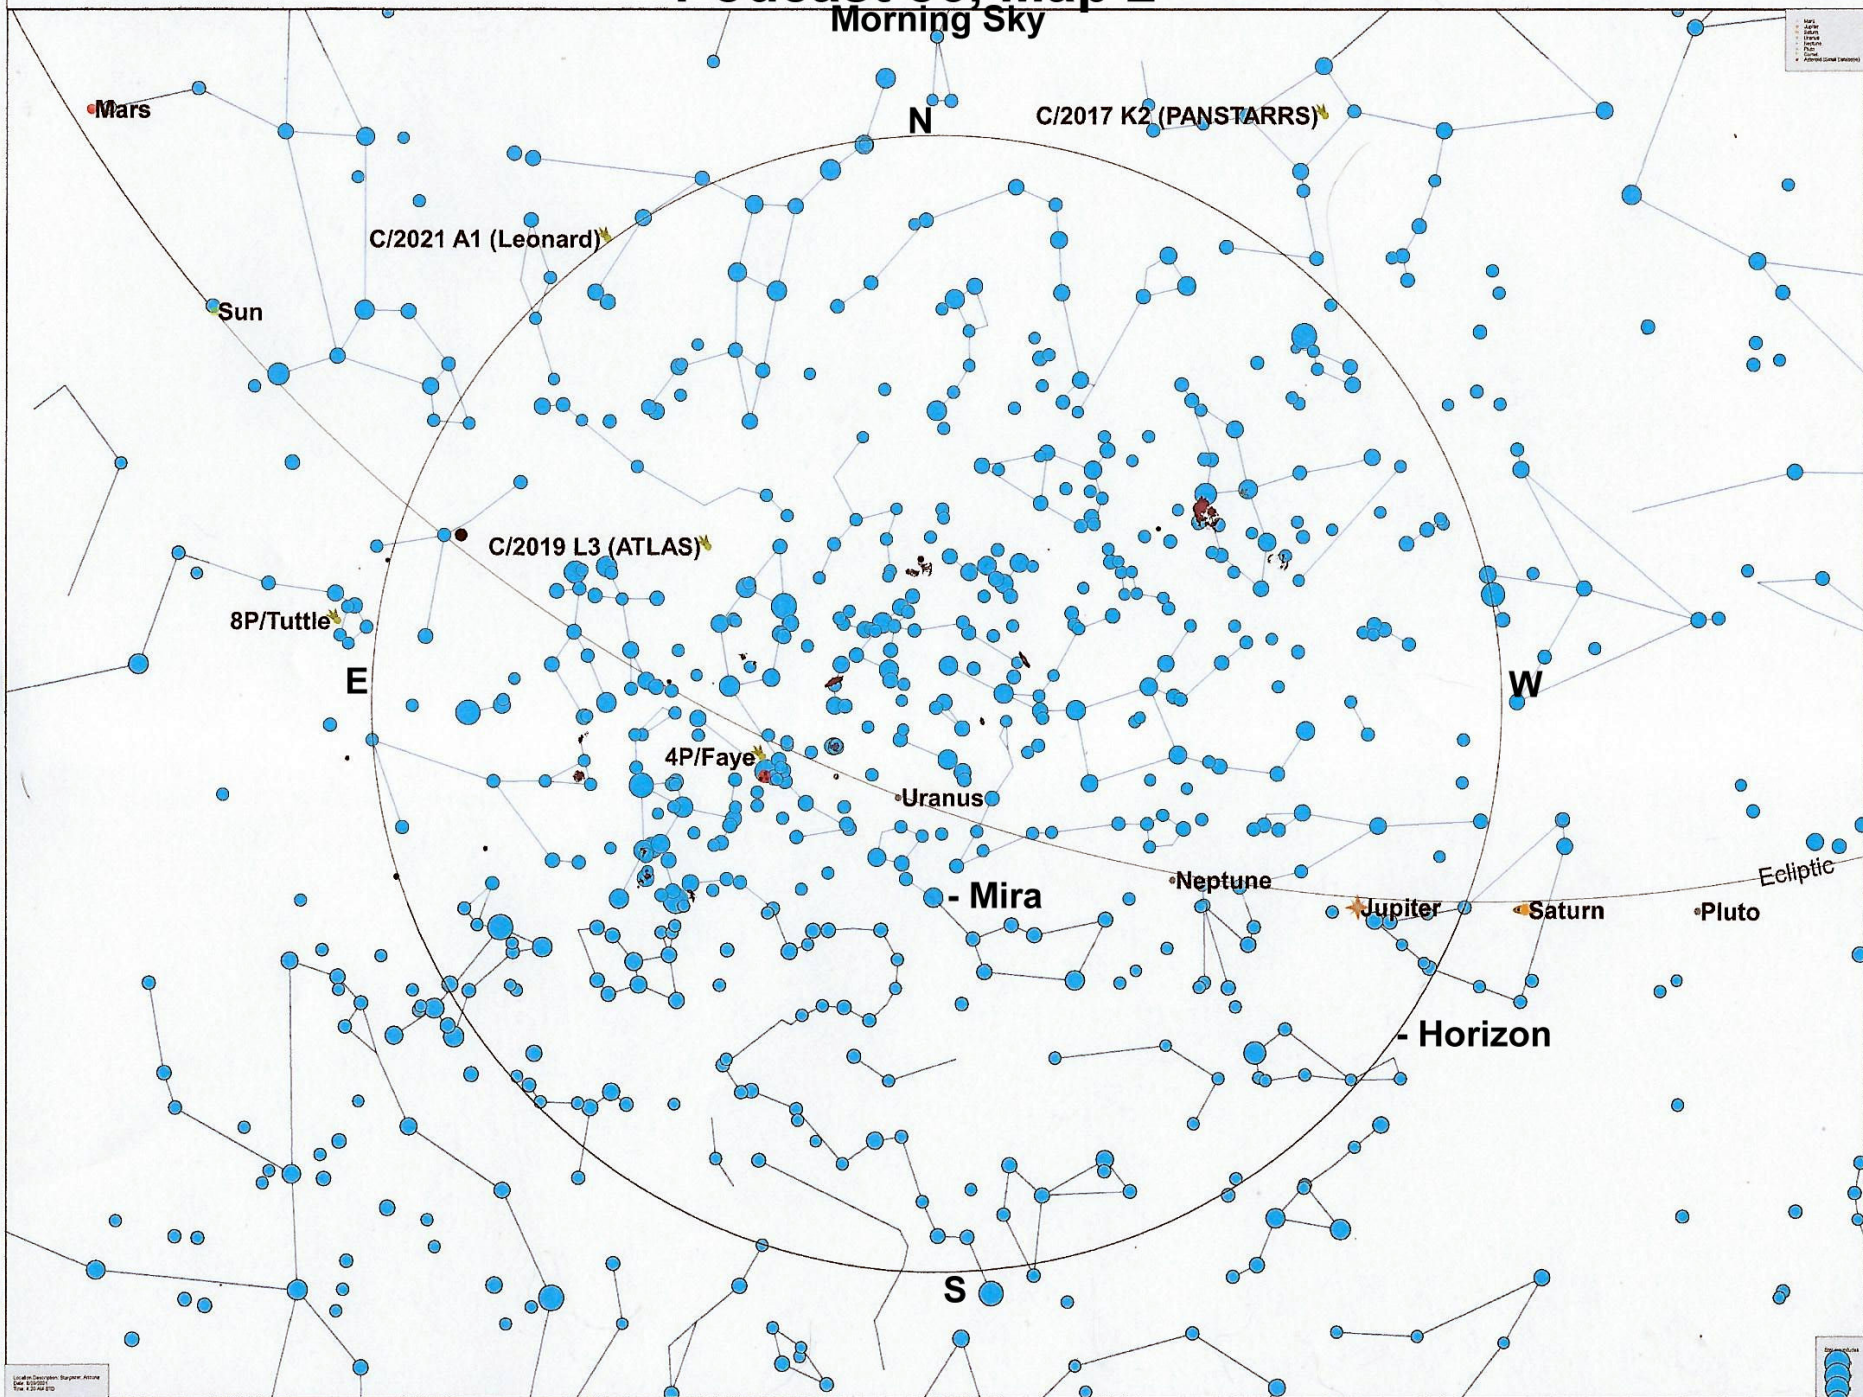 Morning Sky
Mars
N
C/2017 K2 (PANSTARRS)
C/2021 A1 (Leonard)
Sun
C/2019 L3 (ATLAS)
8P/Tuttle
E
W
4P/Faye
Uranus
Ecliptic
Neptune
- Mira
Jupiter
Saturn
Pluto
- Horizon
S